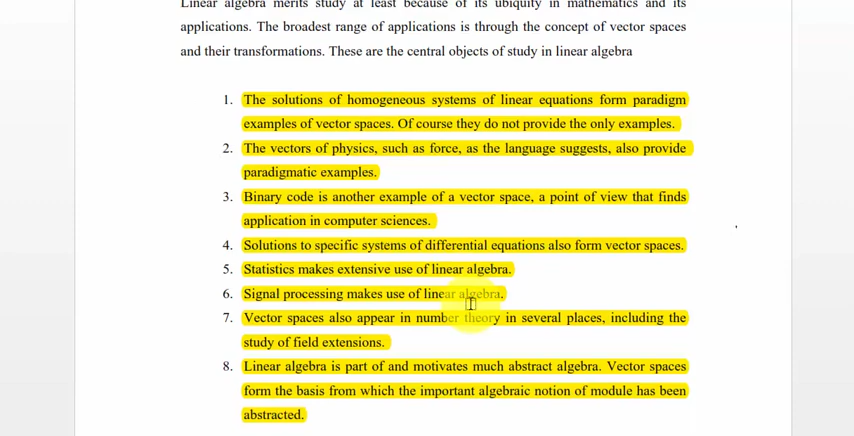 Linear algebra merits study at least because of its ubiquity in mathematics and its
applications. The broadest range of applications is through the concept of vector spaces
and their transformations. These are the central objects of study in linear algebra
1. The solutions of homogeneous systems of linear equations form paradigm
examples of vector spaces. Of course they do not provide the only examples.
2. The vectors of physics, such as force, as the language suggests, also provide
paradigmatic examples.
3. Binary code is another example of a vector space, a point of view that finds
application in computer sciences.
4. Solutions to specific systems of differential equations also form vector spaces.
5. Statistics makes extensive use of linear algebra.
6. Signal processing makes use of linear algebra.
7. Vector spaces also appear in number theory in several places, including the
study of field extensions.
8. Linear algebra is part of and motivates much abstract algebra. Vector spaces
form the basis from which the important algebraic notion of module has been
abstracted.